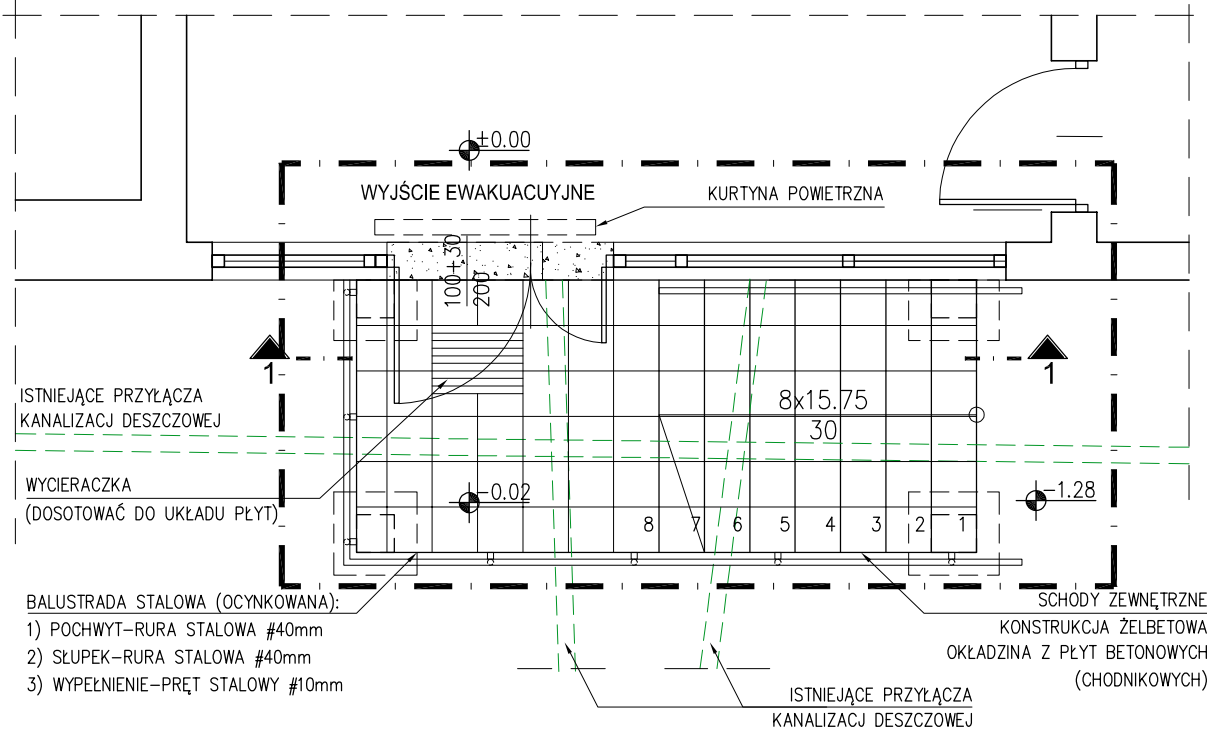 ±0.00
WYJŚCIE EWAKUACYJNE
KURTYNA POWIETRZNA
100+30
200
1
1
ISTNIEJĄCE PRZYŁĄCZA
KANALIZACJ DESZCZOWEJ
8x15.75
30
WYCIERACZKA
(DOSOTOWAĆ DO UKŁADU PŁYT)
-0.02
-1.28
8 7 6 5 4 3 2 1
BALUSTRADA STALOWA (OCYNKOWANA):
1) POCHWYT-RURA STALOWA #40mm
2) SŁUPEK-RURA STALOWA #40mm
3) WYPEŁNIENIE-PRĘT STALOWY #10mm
SCHODY ZEWNĘTRZNE
KONSTRUKCJA ŻELBETOWA
OKŁADZINA Z PŁYT BETONOWYCH
(CHODNIKOWYCH)
ISTNIEJĄCE PRZYŁĄCZA
KANALIZACJ DESZCZOWEJ